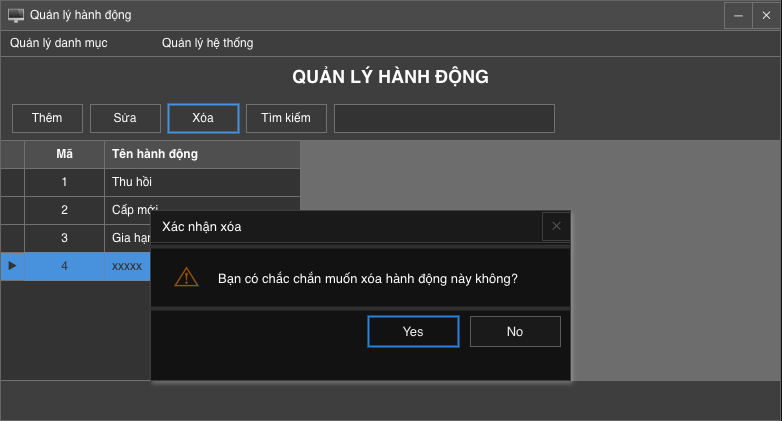 Quản lý hành động
Quản lý danh mục Quản lý hệ thống
QUẢN LÝ HÀNH ĐỘNG
Thêm Sửa Xóa Tìm kiếm
Mã Tên hành động
1 Thu hồi
2 Cấp mới
3 Gia hạn
4 xxxxx
Xác nhận xóa
Bạn có chắc chắn muốn xóa hành động này không?
Yes No